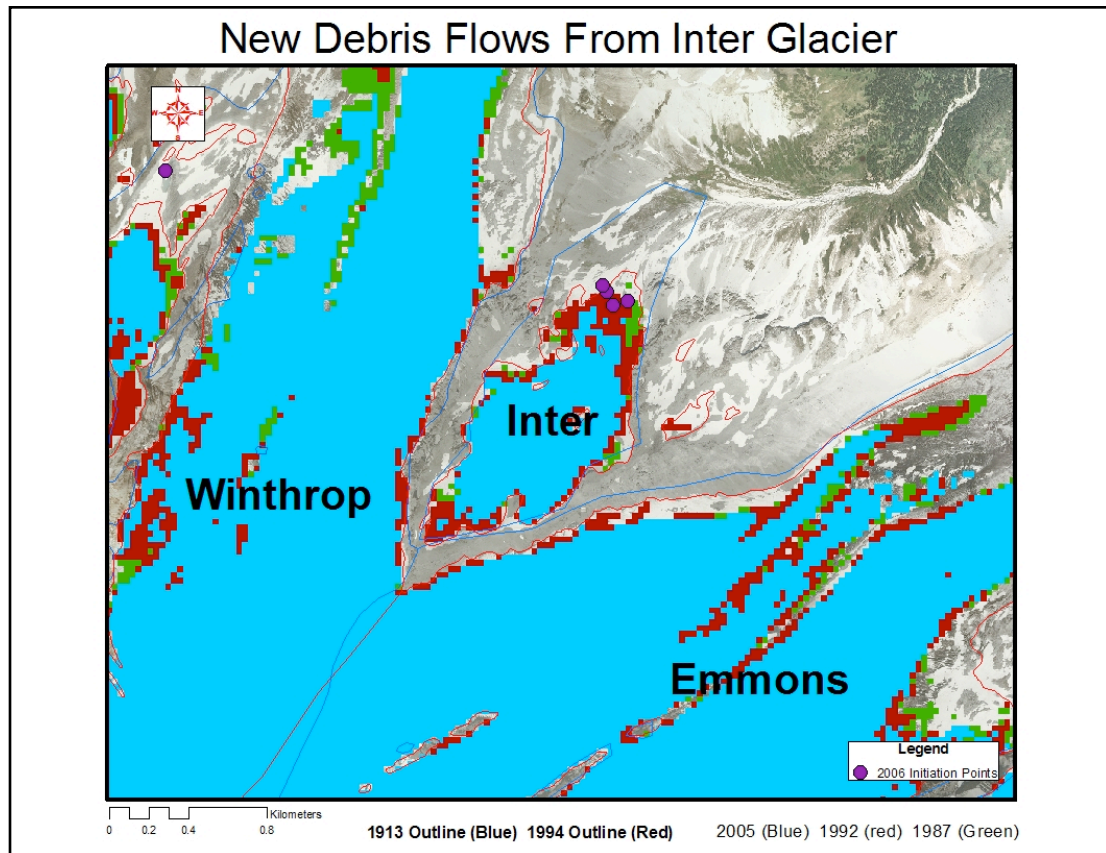 New Debris Flows From Inter Glacier
N
W E
S
Inter
Winthrop
Emmons
Legend
2006 Initiation Points
Kilometers
0 0.2 0.4 0.8
1913 Outline (Blue) 1994 Outline (Red) 2005 (Blue) 1992 (red) 1987 (Green)